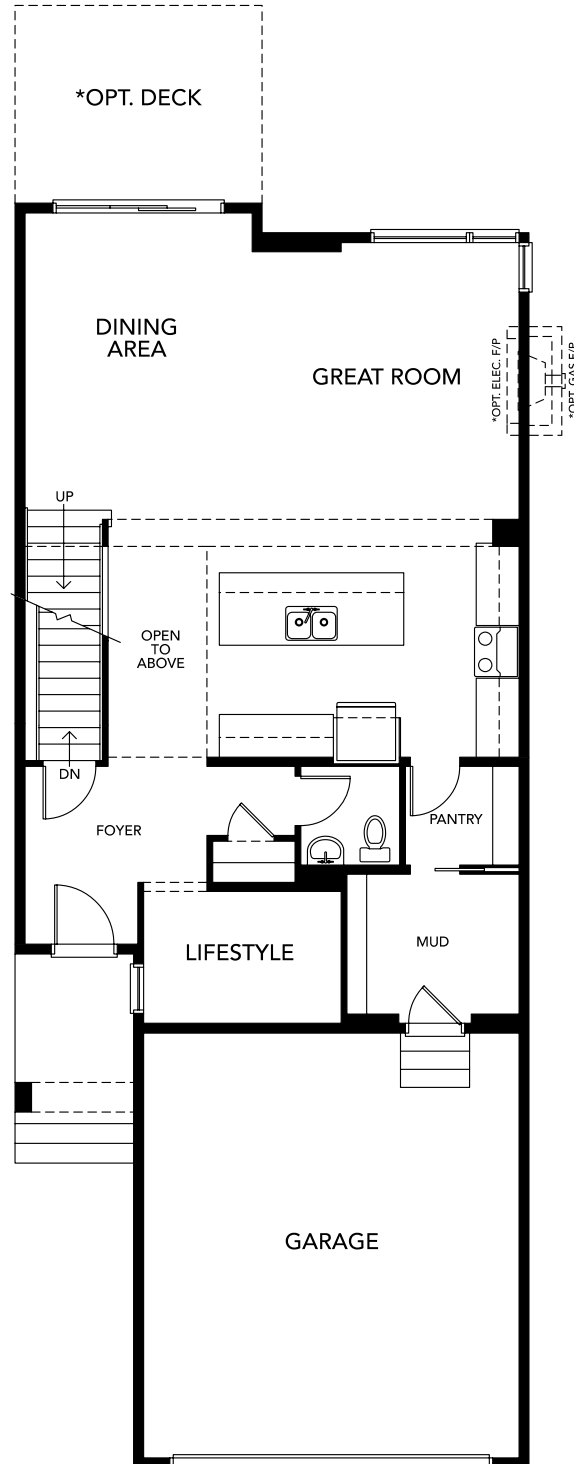 *OPT. DECK
DINING
AREA
GREAT ROOM
*OPT. ELEC. F/P
*OPT. GAS F/P
UP
OPEN
TO
ABOVE
DN
FOYER
PANTRY
LIFESTYLE
MUD
GARAGE